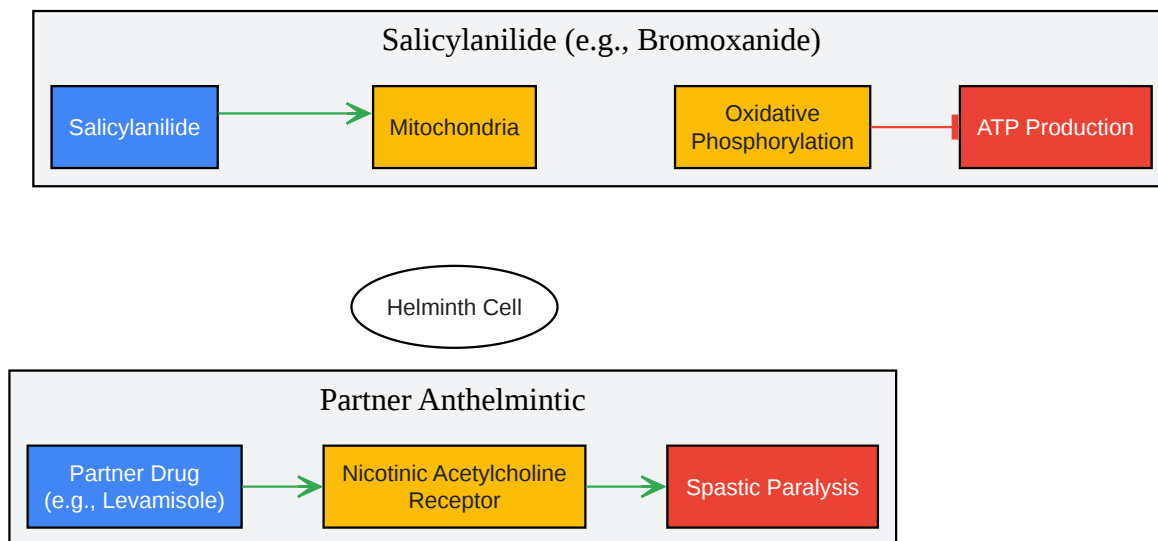 Salicylanilide (e.g., Bromoxanide)
Salicylanilide
Mitochondria
Oxidative
Phosphorylation
ATP Production
Helminth Cell
Partner Anthelmintic
Partner Drug
(e.g., Levamisole)
Nicotinic Acetylcholine
Receptor
Spastic Paralysis